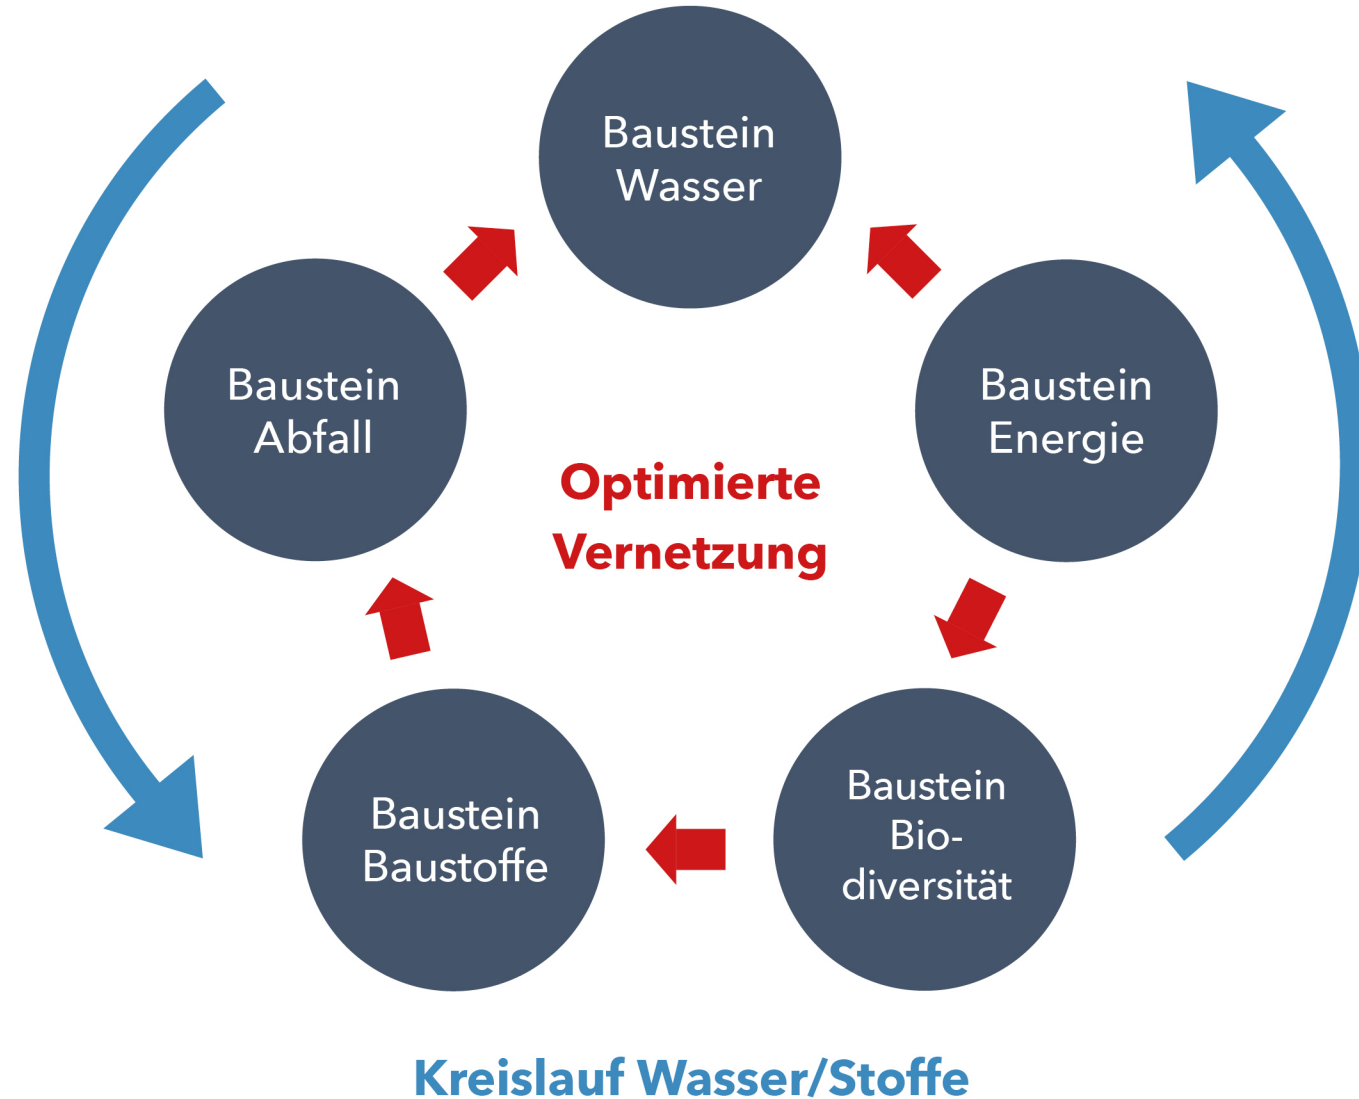 Baustein
Wasser
Baustein
Abfall
Baustein
Energie
Optimierte
Vernetzung
Baustein
Baustoffe
Baustein
Bio-
diversität
Kreislauf Wasser/Stoffe